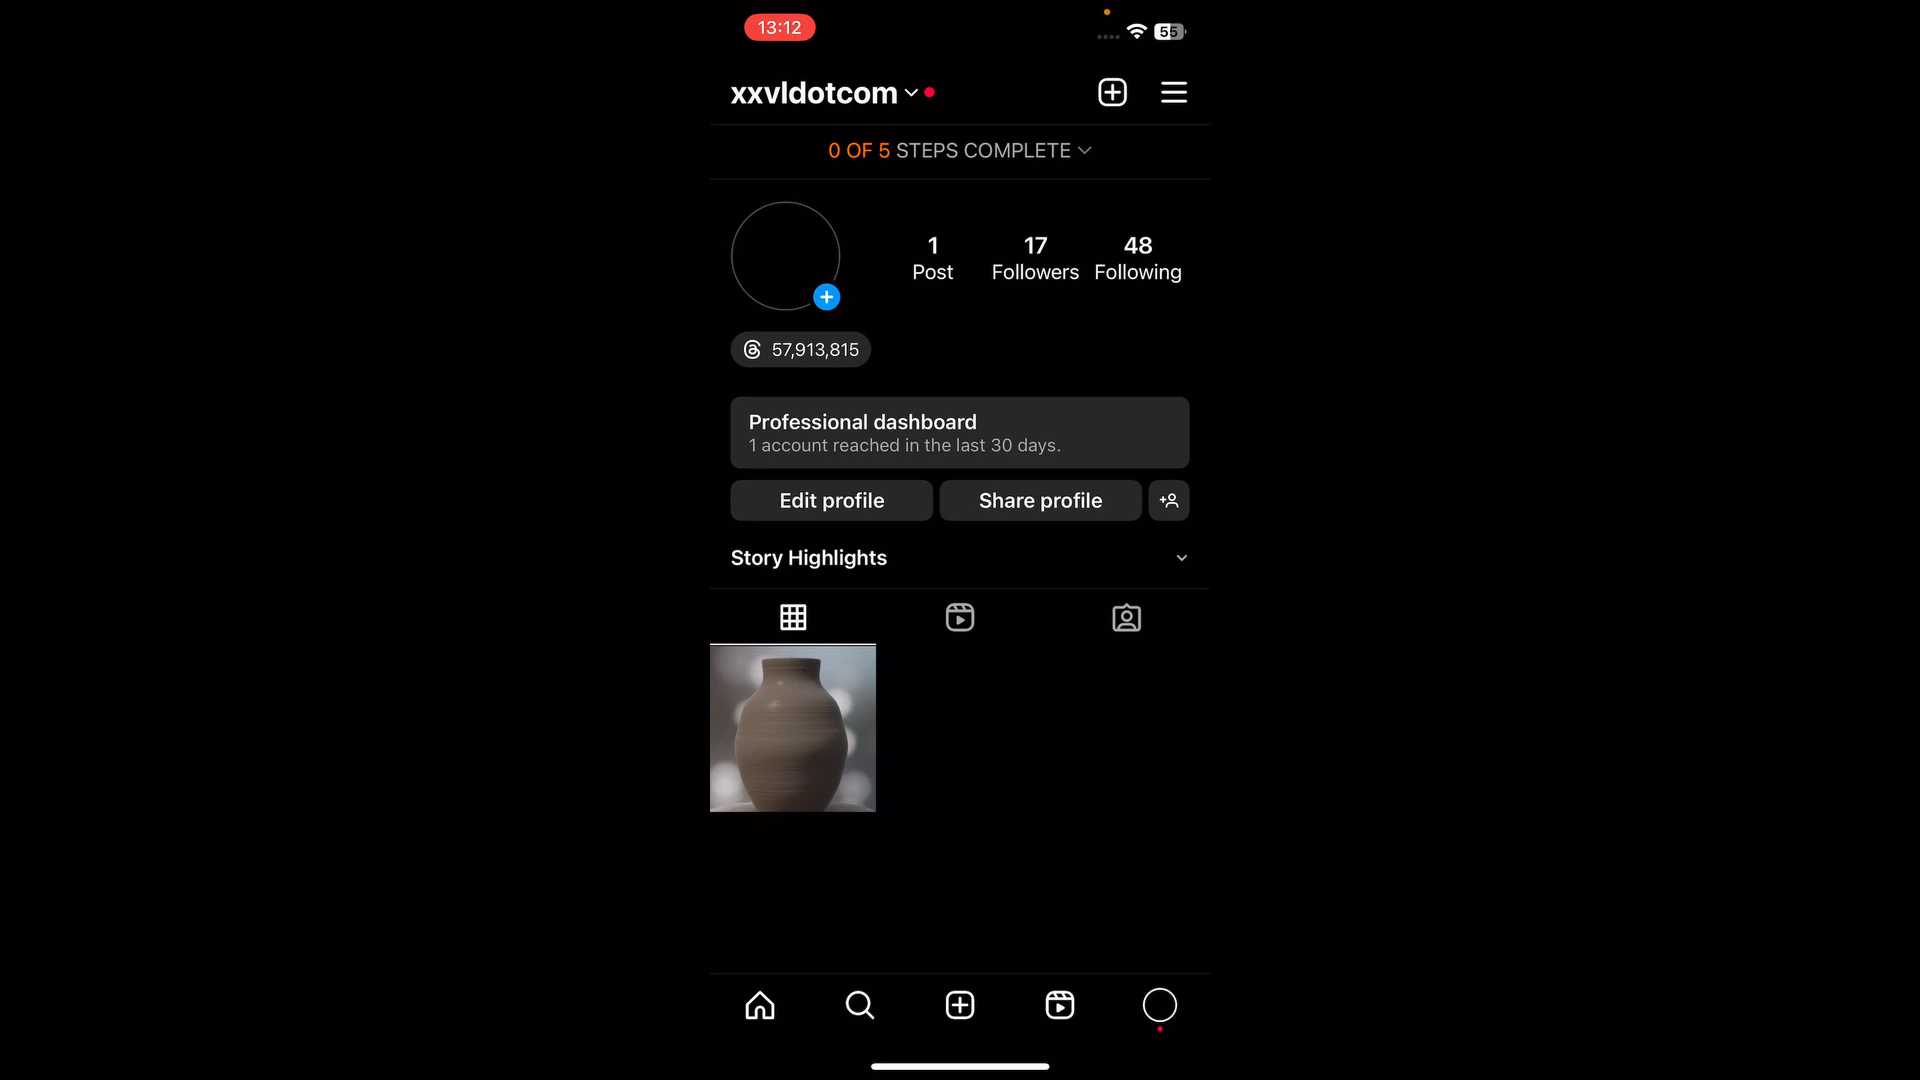 13:12
55
xxvldotcom
0 OF 5 STEPS COMPLETE
1 17 48
Post Followers Following
57,913,815
Professional dashboard
1 account reached in the last 30 days.
Edit profile Share profile
Story Highlights